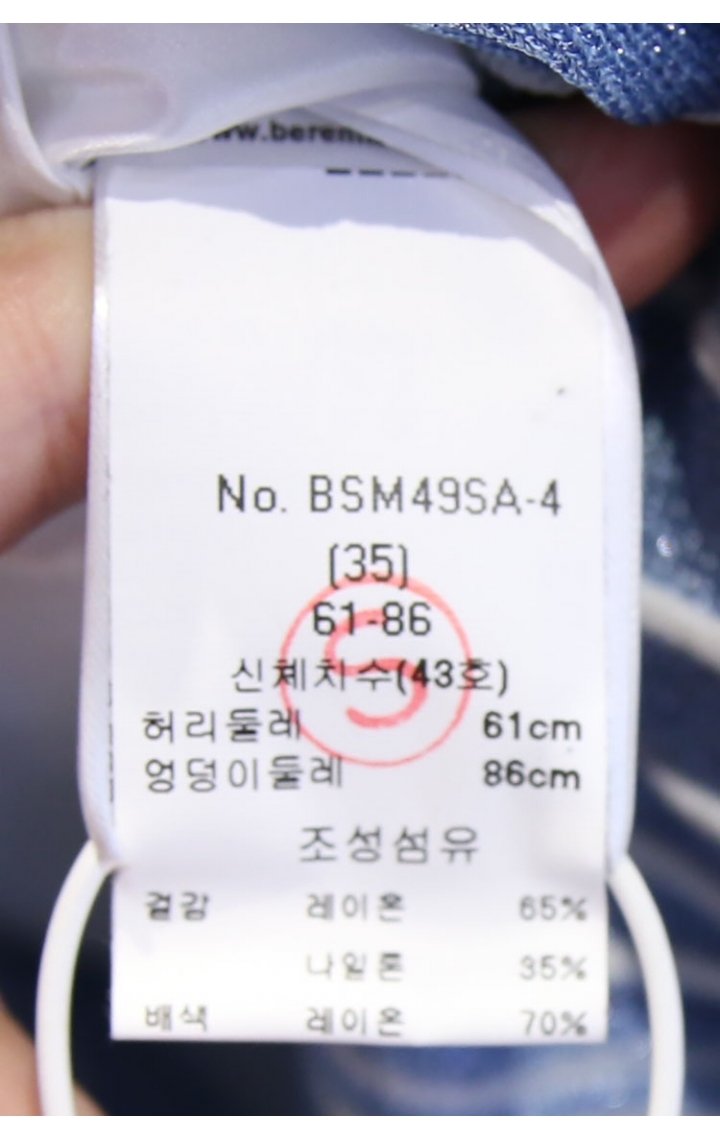 No. BSM49SA-4
(35)
61-86
S
신체치수(43호)
허리둘레 61cm
엉덩이둘레 86cm
조성섬유
겉감 레이온 65%
나일론 35%
배색 레이온 70%